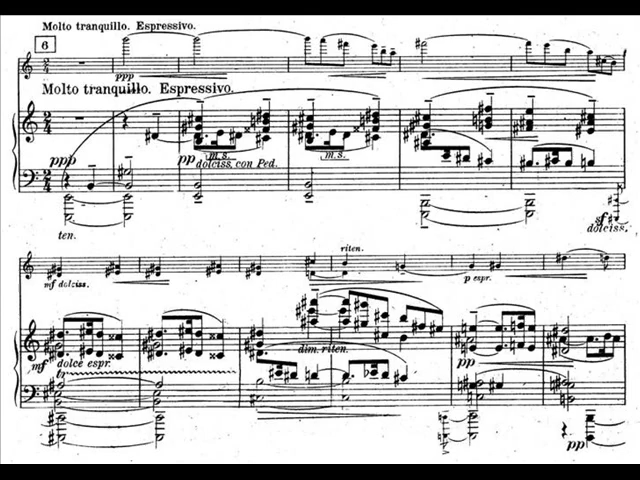 Molto tranquillo. Espressivo.
6
ppp
Molto tranquillo. Espressivo.
ppp
pp
m.s.
m.s.
dolciss. con Ped.
ten.
sf
dolciss.
riten.
mf dolciss.
p espr.
dim. riten.
mf
dolce espr.
pp
pp